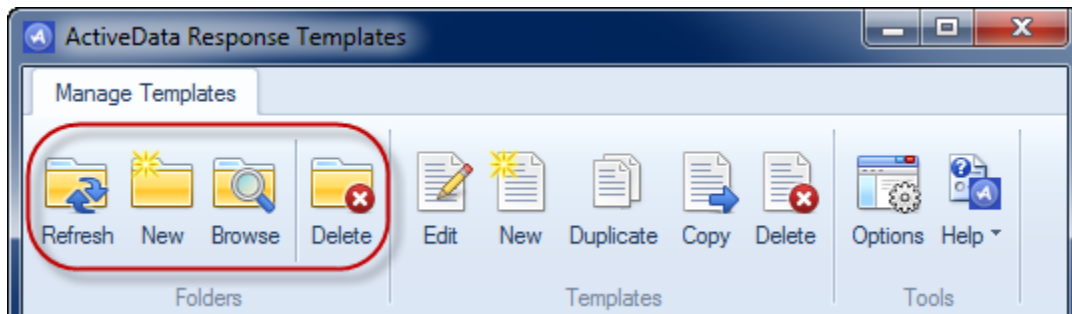 ActiveData Response Templates
Manage Templates
Refresh New Browse Delete Edit New Duplicate Copy Delete Options Help
Folders Templates Tools